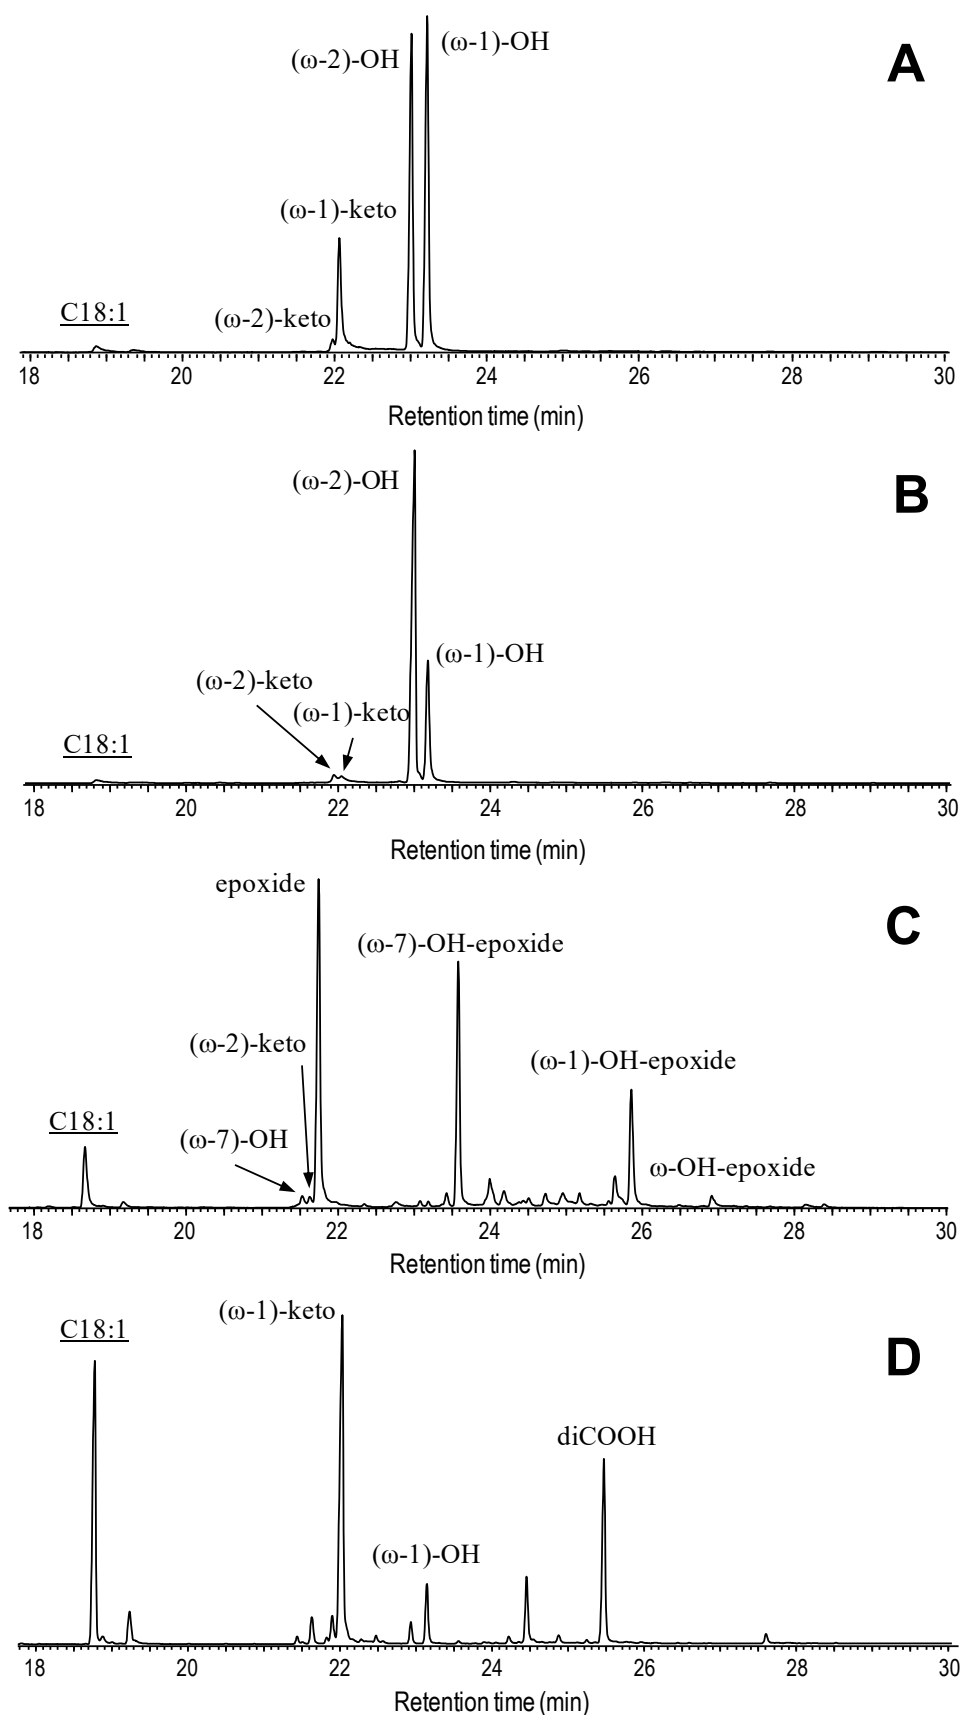 A
(ω-2)-OH
(ω-1)-OH
(ω-1)-keto
(ω-2)-keto
C18:1
18 20 22 24 26 28 30
Retention time (min)
B
(ω-2)-OH
(ω-1)-OH
(ω-2)-keto
(ω-1)-keto
C18:1
18 20 22 24 26 28 30
Retention time (min)
C
epoxide
(ω-7)-OH-epoxide
(ω-2)-keto
(ω-1)-OH-epoxide
C18:1
(ω-7)-OH
ω-OH-epoxide
18 20 22 24 26 28 30
Retention time (min)
D
(ω-1)-keto
C18:1
diCOOH
(ω-1)-OH
18 20 22 24 26 28 30
Retention time (min)